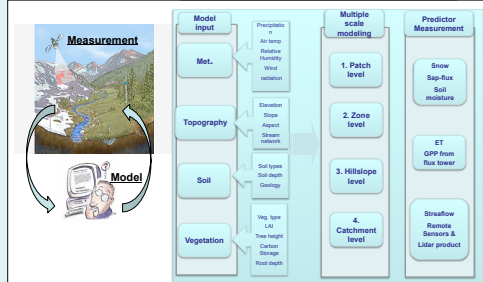 Measurement
Model
Model
input
Met.
Topography
Soil
Vegetation
Precipitatio
n
Air temp
Relative
Humidity
Wind
radiation
Elevation
Slope
Aspect
Stream
network
Soil types
Soil depth
Geology
Veg. type
LAI
Tree height
Carbon
Storage
Root depth
Multiple
scale
modeling
1. Patch
level
2. Zone
level
3. Hillslope
level
4.
Catchment
level
Predictor
Measurement
Snow
Sap-flux
Soil
moisture
ET
GPP from
flux tower
Streaflow
Remote
Sensors &
Lidar product